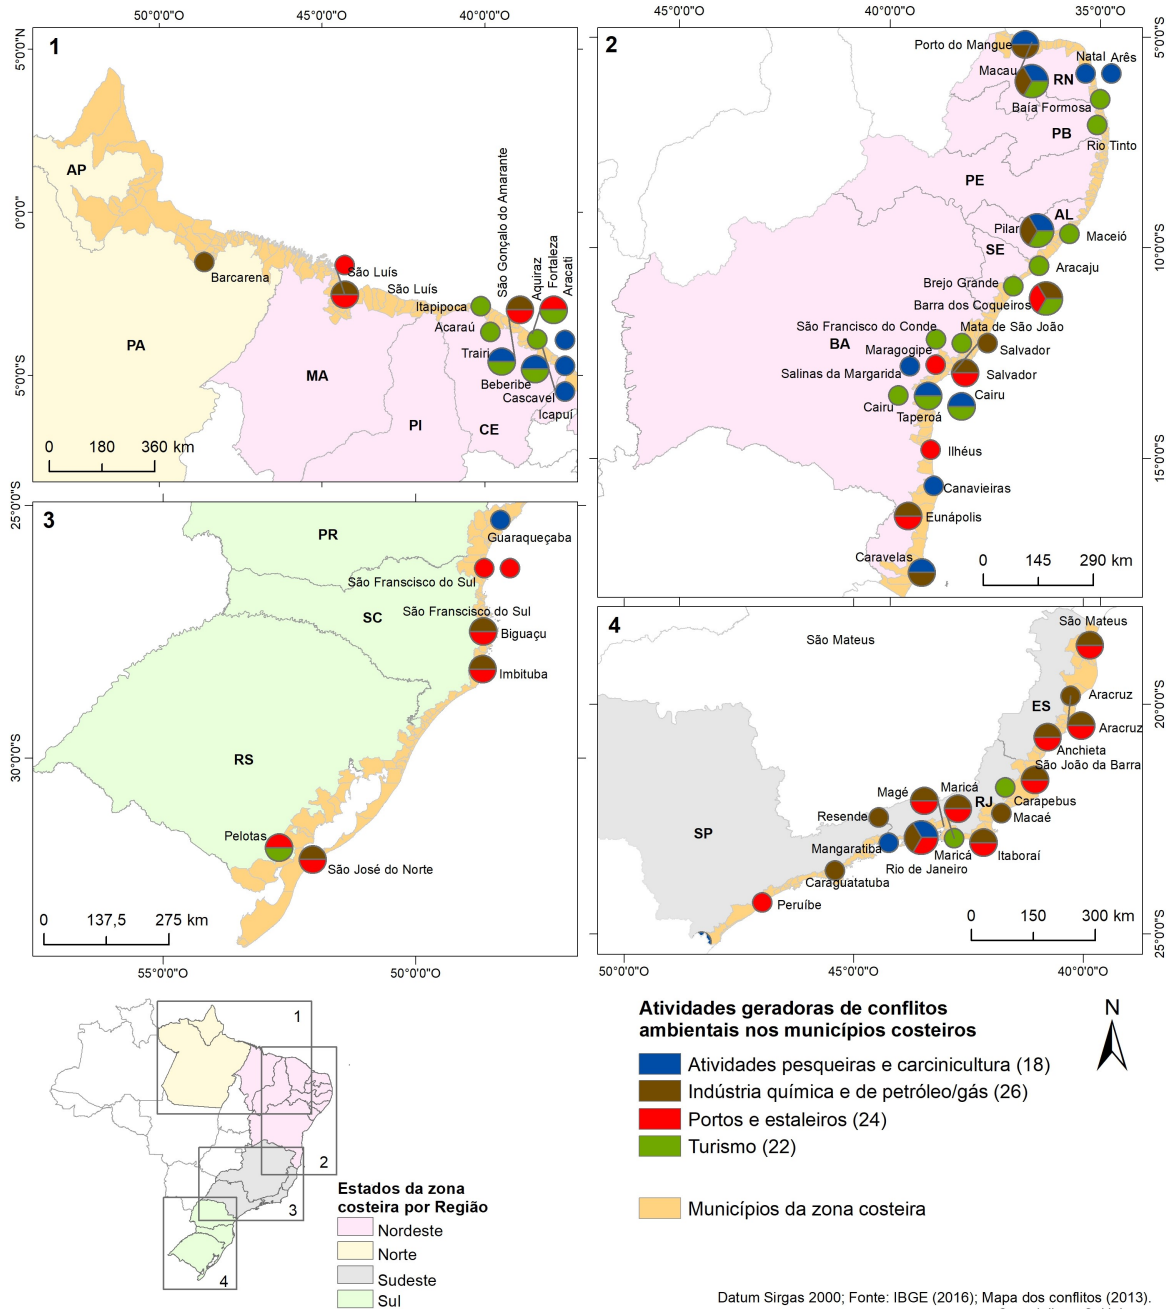 50°0'0"O
45°0'0"O
40°0'0"O
5°0'0"N
0°0'0"
5°0'0"S
1
AP
Barcarena
São Luís
São Luís
PA
MA
PI
CE
Itapipoca
Acaraú
Trairi
São Gonçalo do Amarante
Aquiraz
Fortaleza
Aracati
Beberibe
Cascavel
Icapuí
0 180 360 km
45°0'0"O
40°0'0"O
35°0'0"O
5°0'0"S
10°0'0"S
15°0'0"S
2
Porto do Mangue
Macau
Natal
Arês
RN
Baía Formosa
PB
Rio Tinto
PE
AL
Pilar
Maceió
SE
Aracaju
Brejo Grande
Barra dos Coqueiros
São Francisco do Conde
Mata de São João
BA
Maragogipe
Salvador
Salinas da Margarida
Salvador
Cairu
Cairu
Taperoá
Ilhéus
Canavieiras
Eunápolis
Caravelas
0 145 290 km
25°0'0"S
30°0'0"S
3
PR
Guaraqueçaba
São Franscisco do Sul
São Franscisco do Sul
SC
Biguaçu
Imbituba
RS
Pelotas
São José do Norte
0 137,5 275 km
55°0'0"O
50°0'0"O
4
São Mateus
São Mateus
Aracruz
ES
Aracruz
Anchieta
São João da Barra
Magé
Maricá
RJ
Carapebus
Resende
Macaé
SP
Mangaratiba
Maricá
Itaboraí
Rio de Janeiro
Caraguatatuba
Peruíbe
0 150 300 km
20°0'0"S
25°0'0"S
50°0'0"O
45°0'0"O
40°0'0"O
1
2
3
4
Estados da zona
costeira por Região
Nordeste
Norte
Sudeste
Sul
Atividades geradoras de conflitos
ambientais nos municípios costeiros
N
Atividades pesqueiras e carcinicultura (18)
Indústria química e de petróleo/gás (26)
Portos e estaleiros (24)
Turismo (22)
Municípios da zona costeira
Datum Sirgas 2000; Fonte: IBGE (2016); Mapa dos conflitos (2013).